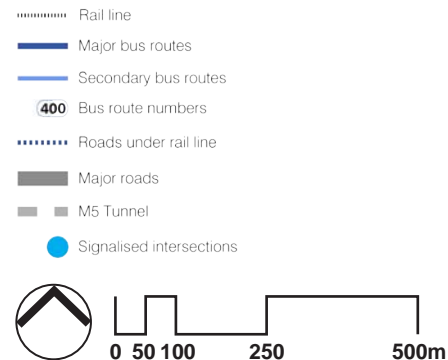 Rail line
Major bus routes
Secondary bus routes
400 Bus route numbers
Roads under rail line
Major roads
M5 Tunnel
Signalised intersections
0 50 100 250 500m